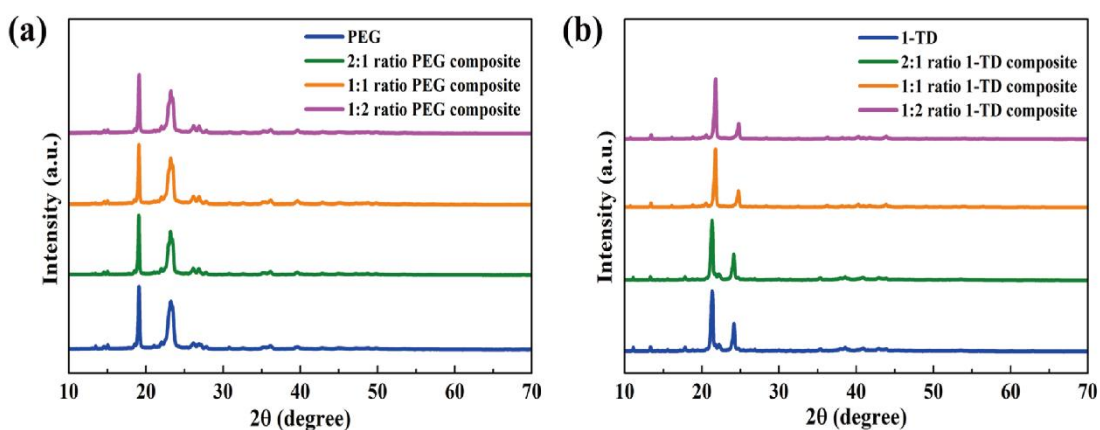 (a)
PEG
2:1 ratio PEG composite
1:1 ratio PEG composite
1:2 ratio PEG composite
Intensity (a.u.)
10 20 30 40 50 60 70
2θ (degree)
(b)
1-TD
2:1 ratio 1-TD composite
1:1 ratio 1-TD composite
1:2 ratio 1-TD composite
Intensity (a.u.)
10 20 30 40 50 60 70
2θ (degree)